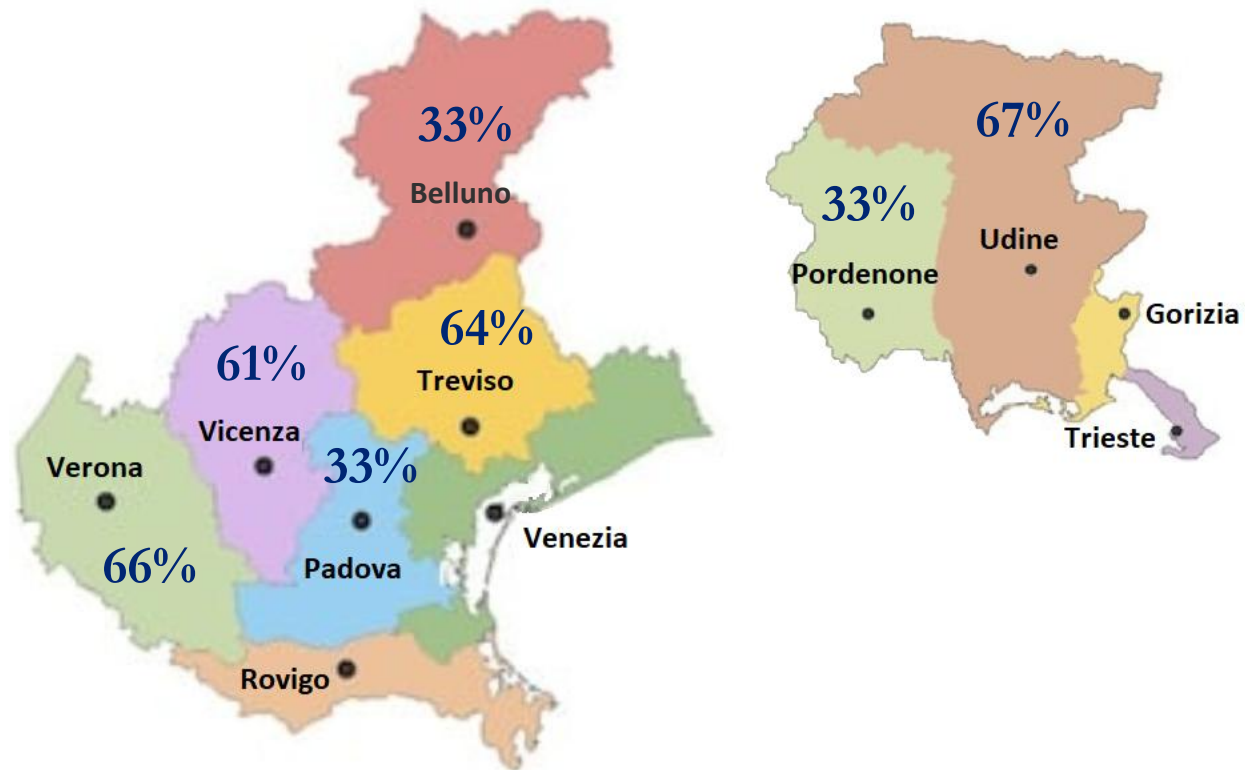 33%
Belluno
64%
Treviso
61%
Vicenza
33%
Padova
Verona
66%
Venezia
Rovigo
67%
33%
Udine
Pordenone
Gorizia
Trieste